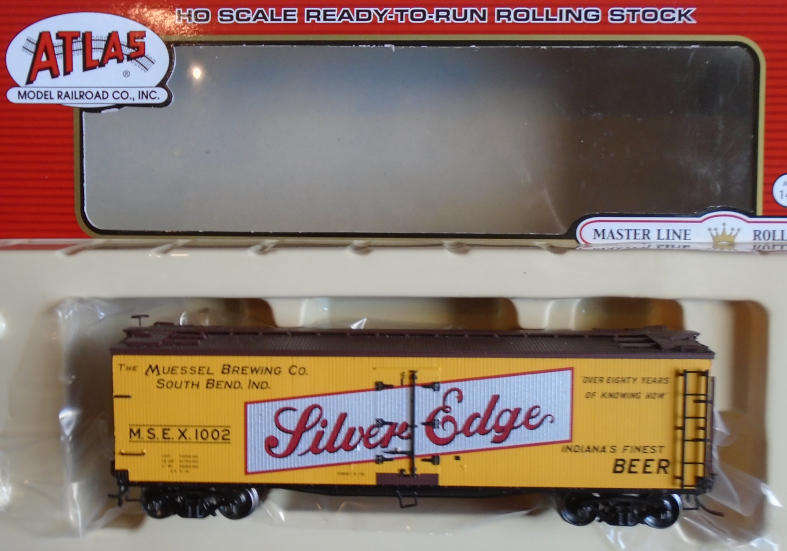 HO SCALE READY-TO-RUN ROLLING STOCK
ATLAS
®
MODEL RAILROAD CO., INC.
MASTER LINE ROLL
THE MUESSEL BREWING CO.
SOUTH BEND, IND.
M.S.E.X. 1002
Silver Edge
OVER EIGHTY YEARS
OF KNOWING HOW
INDIANA'S FINEST
BEER